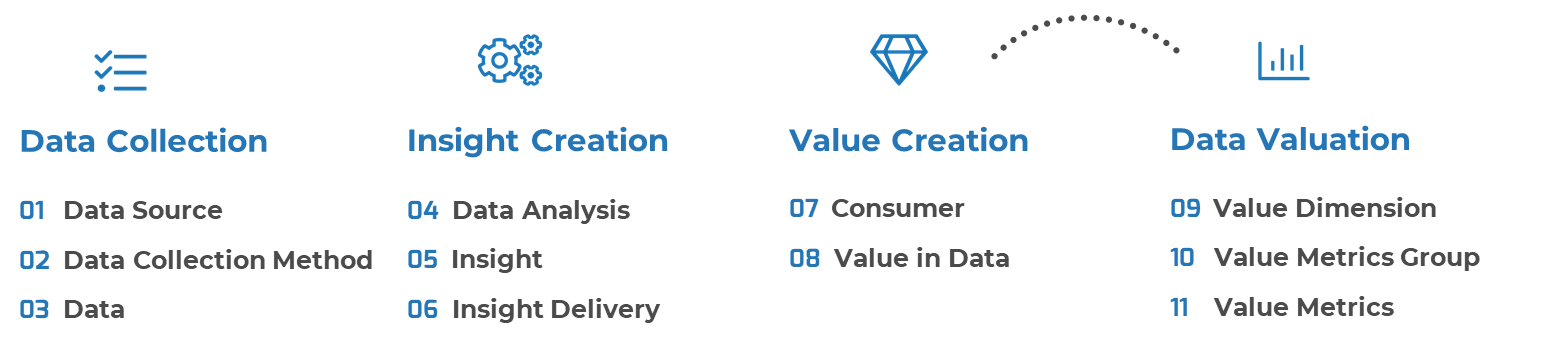 Data Collection
01 Data Source
02 Data Collection Method
03 Data
Insight Creation
04 Data Analysis
05 Insight
06 Insight Delivery
Value Creation
07 Consumer
08 Value in Data
Data Valuation
09 Value Dimension
10 Value Metrics Group
11 Value Metrics